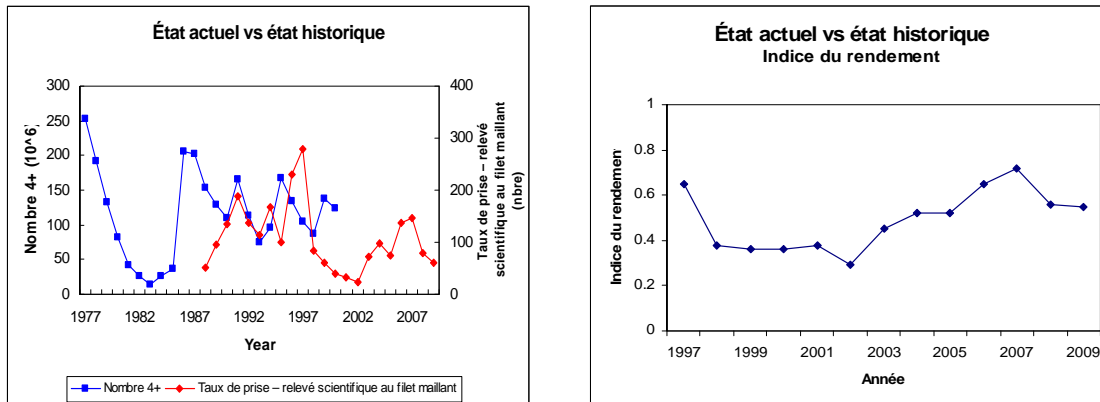 État actuel vs état historique
300
250
200
150
100
50
0
Nombre 4+ (10^6)
400
300
200
100
0
Taux de prise – relevé
scientifique au filet maillant
(nbre)
1977 1982 1987 1992 1997 2002 2007
Year
Nombre 4+ Taux de prise – relevé scientifique au filet maillant
État actuel vs état historique
Indice du rendement
1
0.8
0.6
0.4
0.2
0
Indice du rendemen
1997 1999 2001 2003 2005 2007 2009
Année